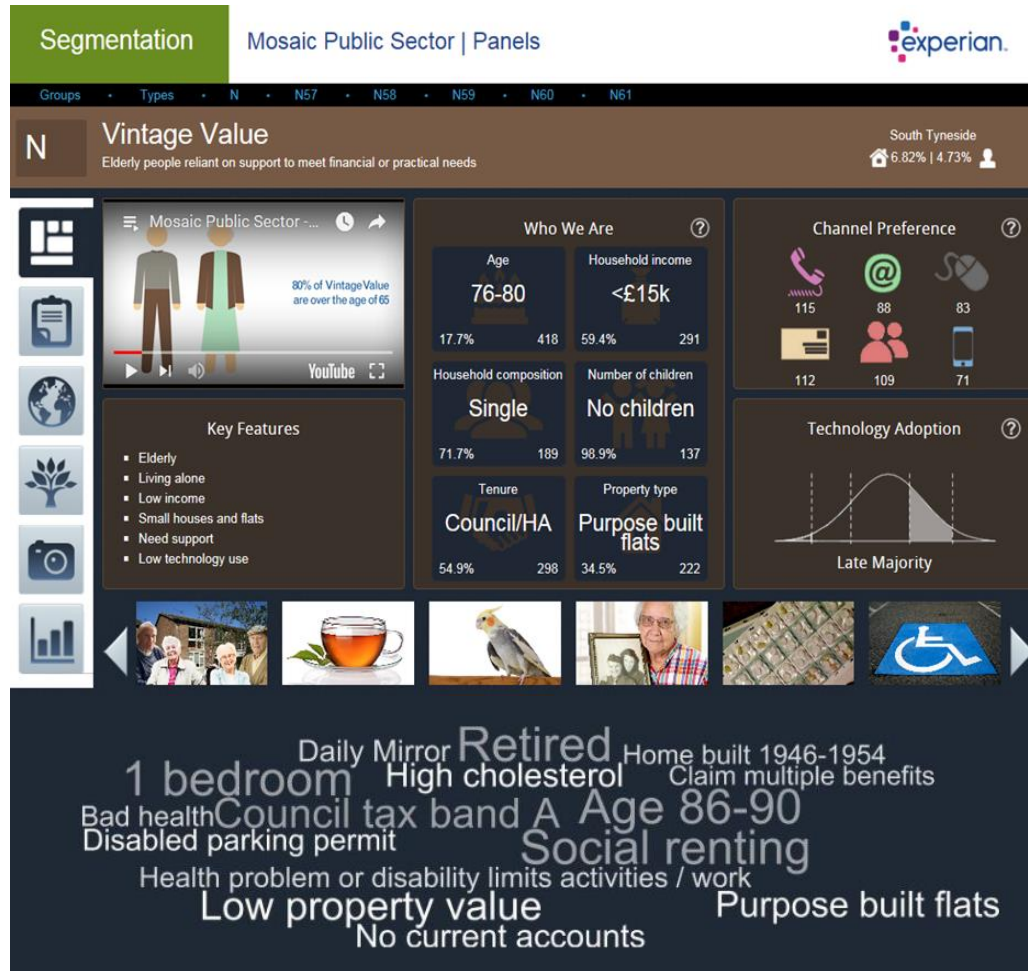 Segmentation
Mosaic Public Sector | Panels
experian.
Groups • Types • N • N57 • N58 • N59 • N60 • N61
N
Vintage Value
Elderly people reliant on support to meet financial or practical needs
South Tyneside
6.82% | 4.73%
Mosaic Public Sector -...
80% of Vintage Value
are over the age of 65
YouTube
Key Features
▪ Elderly
▪ Living alone
▪ Low income
▪ Small houses and flats
▪ Need support
▪ Low technology use
Who We Are ?
Age
76-80
17.7% 418
Household income
<£15k
59.4% 291
Household composition
Single
71.7% 189
Number of children
No children
98.9% 137
Tenure
Council/HA
54.9% 298
Property type
Purpose built
flats
34.5% 222
Channel Preference ?
@
115 88 83
112 109 71
Technology Adoption ?
Late Majority
Daily Mirror Retired Home built 1946-1954
1 bedroom High cholesterol Claim multiple benefits
Bad health Council tax band A Age 86-90
Disabled parking permit Social renting
Health problem or disability limits activities / work
Low property value Purpose built flats
No current accounts